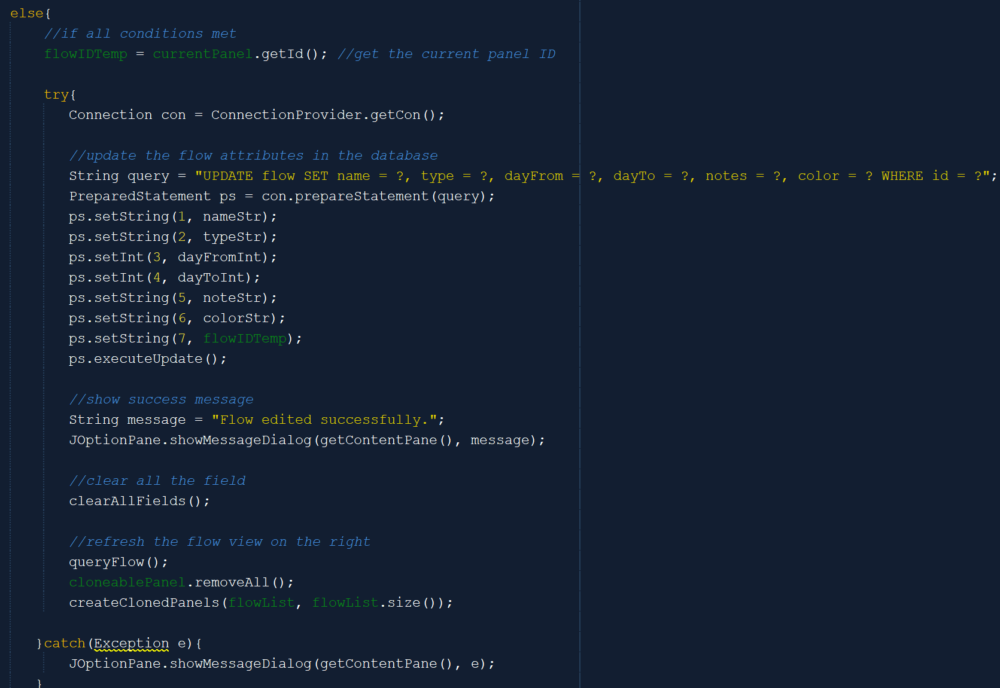 else{
//if all conditions met
flowIDTemp = currentPanel.getId(); //get the current panel ID
try{
Connection con = ConnectionProvider.getCon();
//update the flow attributes in the database
String query = "UPDATE flow SET name = ?, type = ?, dayFrom = ?, dayTo = ?, notes = ?, color = ? WHERE id = ?";
PreparedStatement ps = con.prepareStatement(query);
ps.setString(1, nameStr);
ps.setString(2, typeStr);
ps.setInt(3, dayFromInt);
ps.setInt(4, dayToInt);
ps.setString(5, noteStr);
ps.setString(6, colorStr);
ps.setString(7, flowIDTemp);
ps.executeUpdate();
//show success message
String message = "Flow edited successfully.";
JOptionPane.showMessageDialog(getContentPane(), message);
//clear all the field
clearAllFields();
//refresh the flow view on the right
queryFlow();
cloneablePanel.removeAll();
createClonedPanels(flowList, flowList.size());
}catch(Exception e){
JOptionPane.showMessageDialog(getContentPane(), e);
}